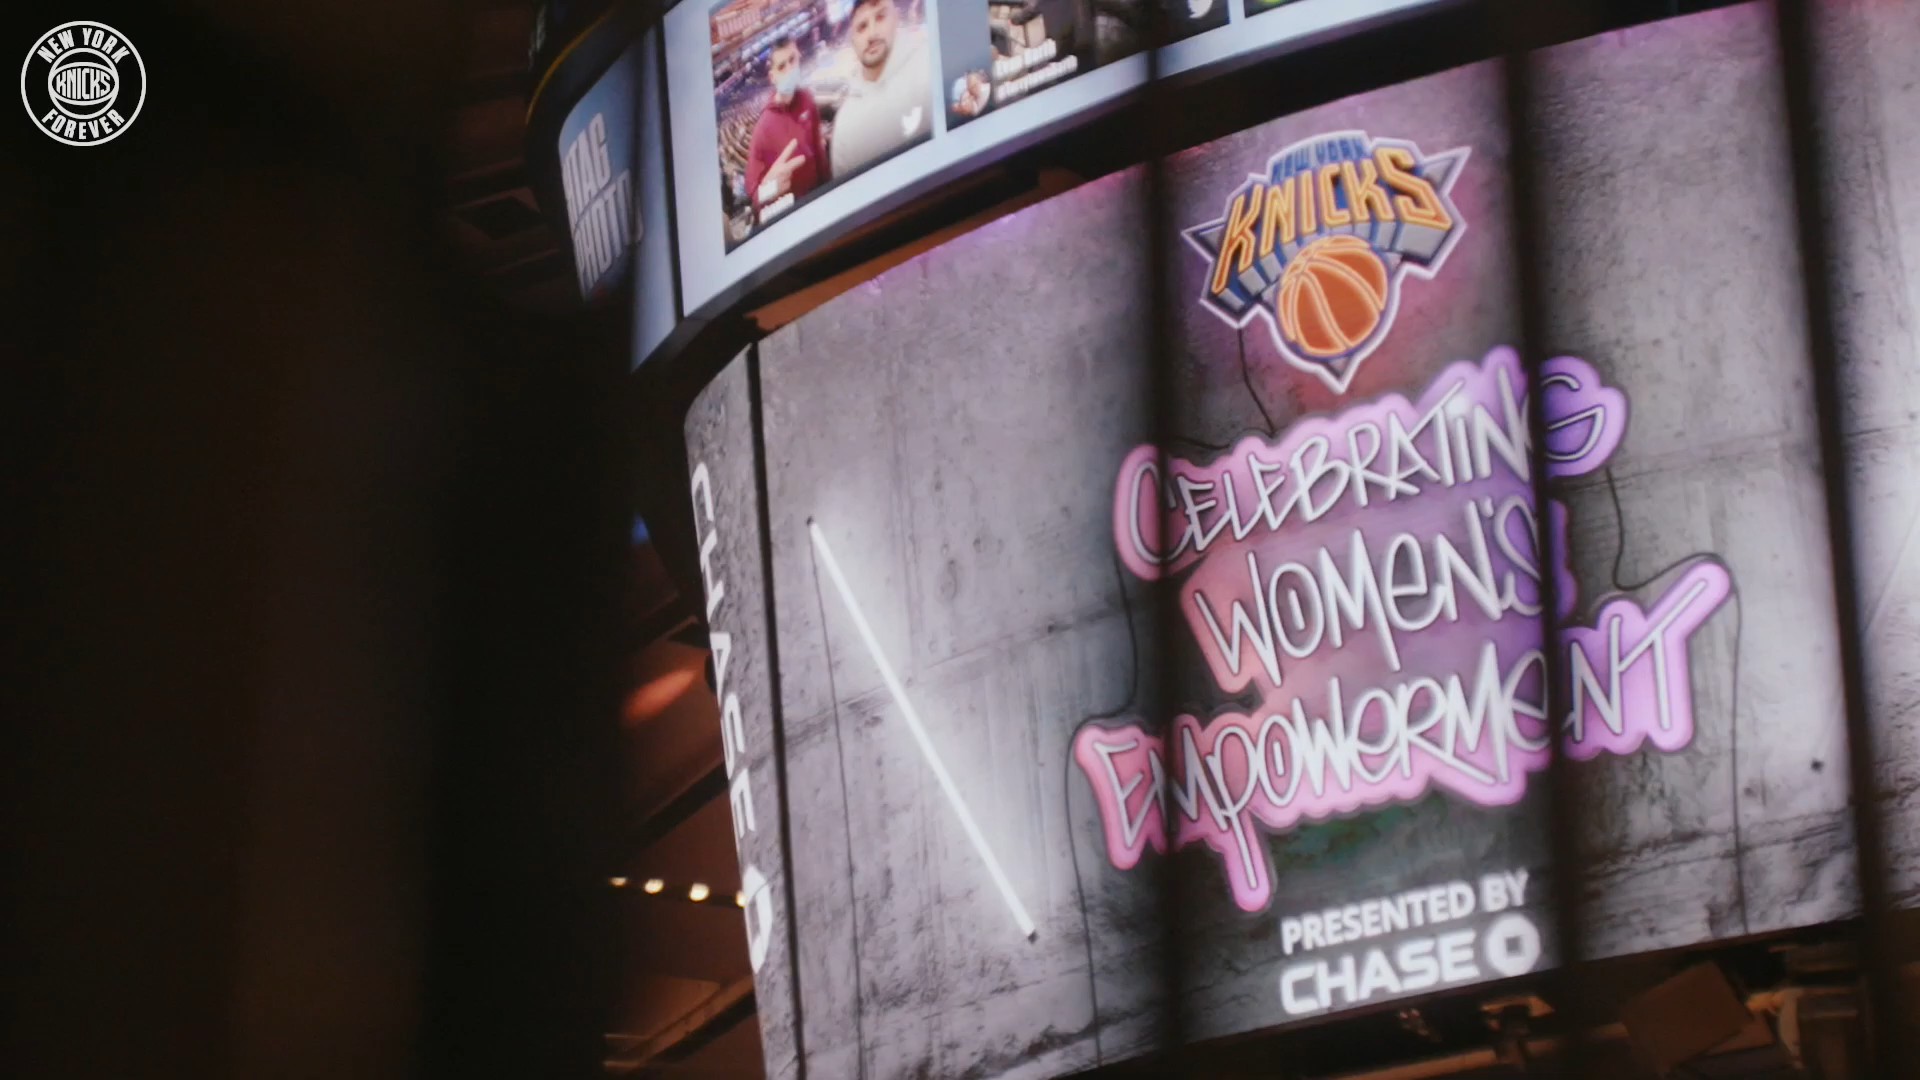 NEW YORK
KNICKS
FOREVER
NEW YORK
KNICKS
CELEBRATING
WOMEN'S
EMPOWERMENT
PRESENTED BY
CHASE
CHASE